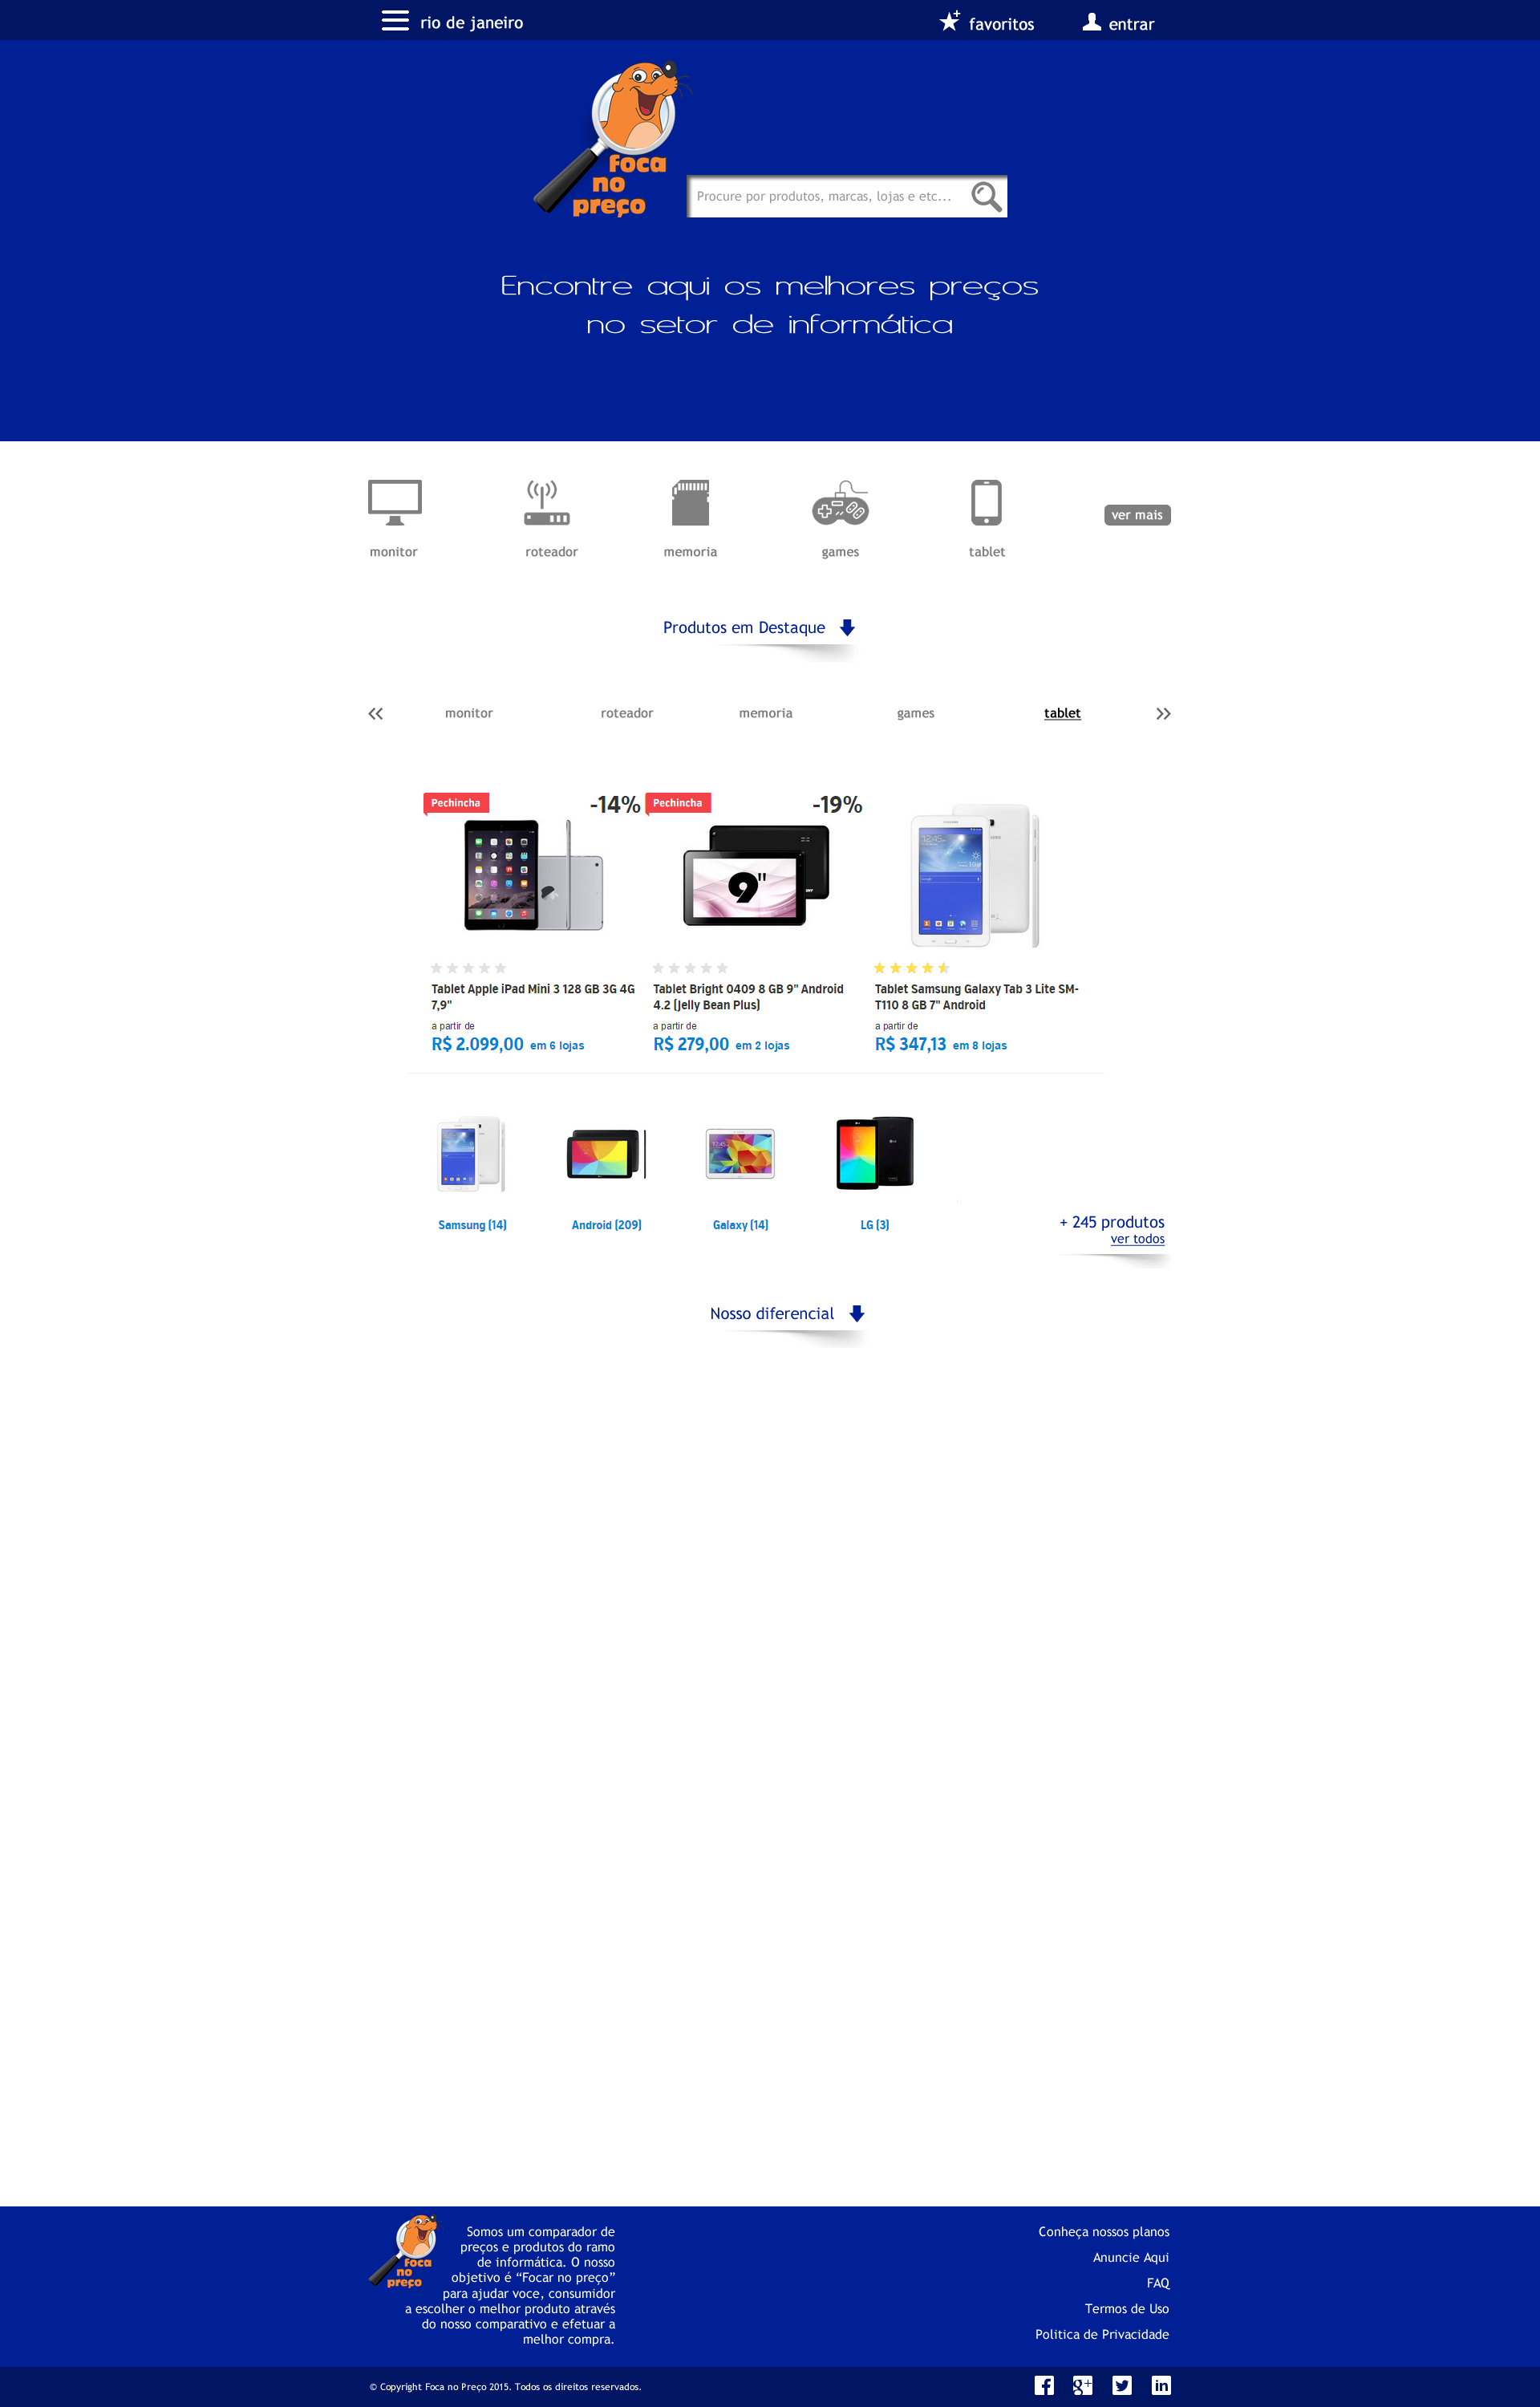 rio de janeiro
favoritos
entrar
foca
no
preço
Procure por produtos, marcas, lojas e etc...
Encontre aqui os melhores preços
no setor de informática
monitor
roteador
memoria
games
tablet
ver mais
Produtos em Destaque
monitor
roteador
memoria
games
tablet
Pechincha
-14%
Pechincha
-19%
9"
Tablet Apple iPad Mini 3 128 GB 3G 4G
7,9"
a partir de
R$ 2.099,00 em 6 lojas
Tablet Bright 0409 8 GB 9" Android
4.2 (Jelly Bean Plus)
a partir de
R$ 279,00 em 2 lojas
Tablet Samsung Galaxy Tab 3 Lite SM-
T110 8 GB 7" Android
a partir de
R$ 347,13 em 8 lojas
Samsung (14)
Android (209)
Galaxy (14)
LG (3)
+ 245 produtos
ver todos
Nosso diferencial
foca
no
preço
Somos um comparador de
preços e produtos do ramo
de informática. O nosso
objetivo é “Focar no preço”
para ajudar voce, consumidor
a escolher o melhor produto através
do nosso comparativo e efetuar a
melhor compra.
Conheça nossos planos
Anuncie Aqui
FAQ
Termos de Uso
Politica de Privacidade
© Copyright Foca no Preço 2015. Todos os direitos reservados.